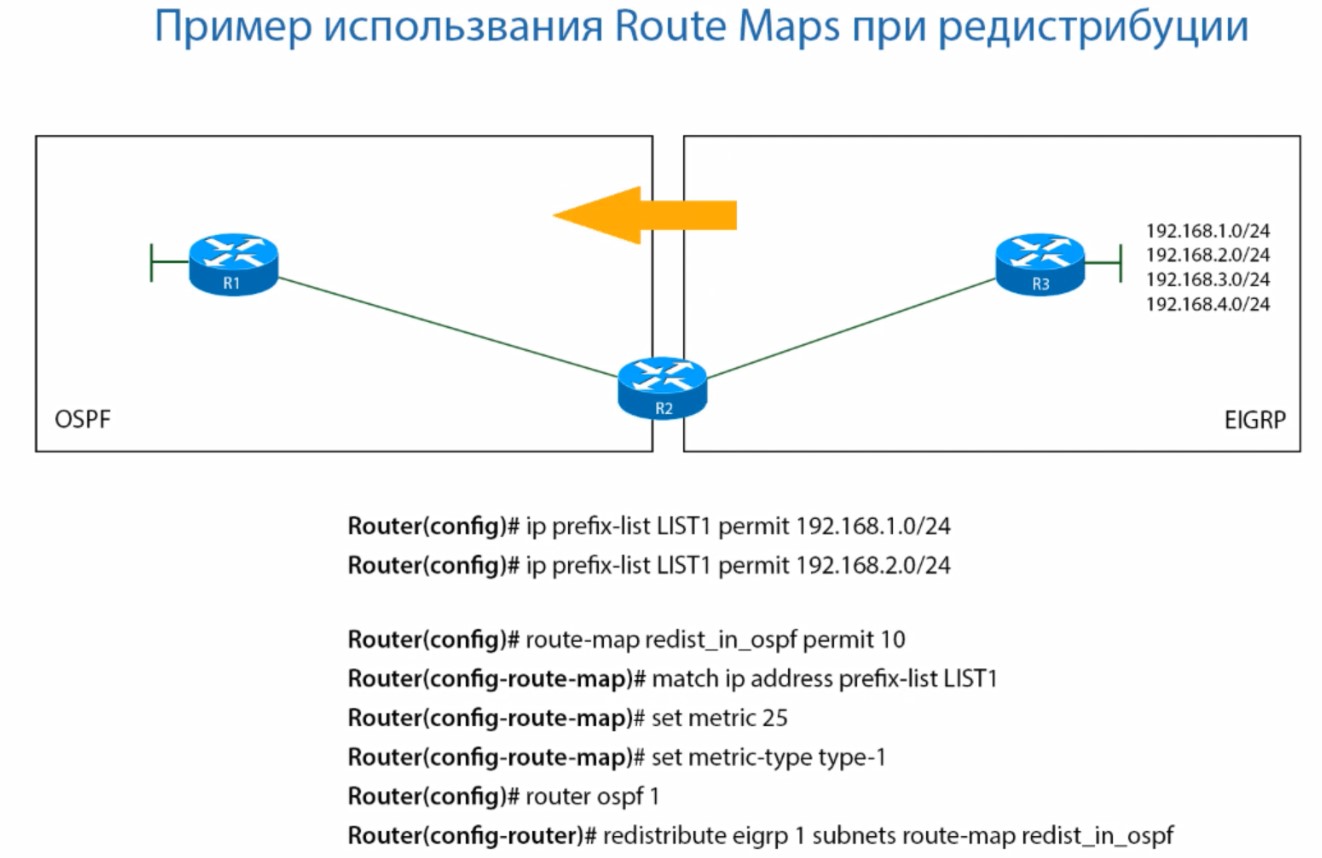 Пример использвания Route Maps при редистрибуции
192.168.1.0/24
192.168.2.0/24
192.168.3.0/24
192.168.4.0/24
R1
R3
R2
OSPF
EIGRP
Router(config)# ip prefix-list LIST1 permit 192.168.1.0/24
Router(config)# ip prefix-list LIST1 permit 192.168.2.0/24
Router(config)# route-map redist_in_ospf permit 10
Router(config-route-map)# match ip address prefix-list LIST1
Router(config-route-map)# set metric 25
Router(config-route-map)# set metric-type type-1
Router(config)# router ospf 1
Router(config-router)# redistribute eigrp 1 subnets route-map redist_in_ospf